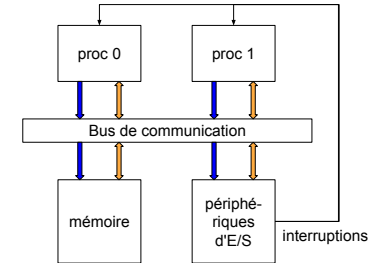 proc 0
proc 1
Bus de communication
mémoire
périphé-
riques
d'E/S
interruptions